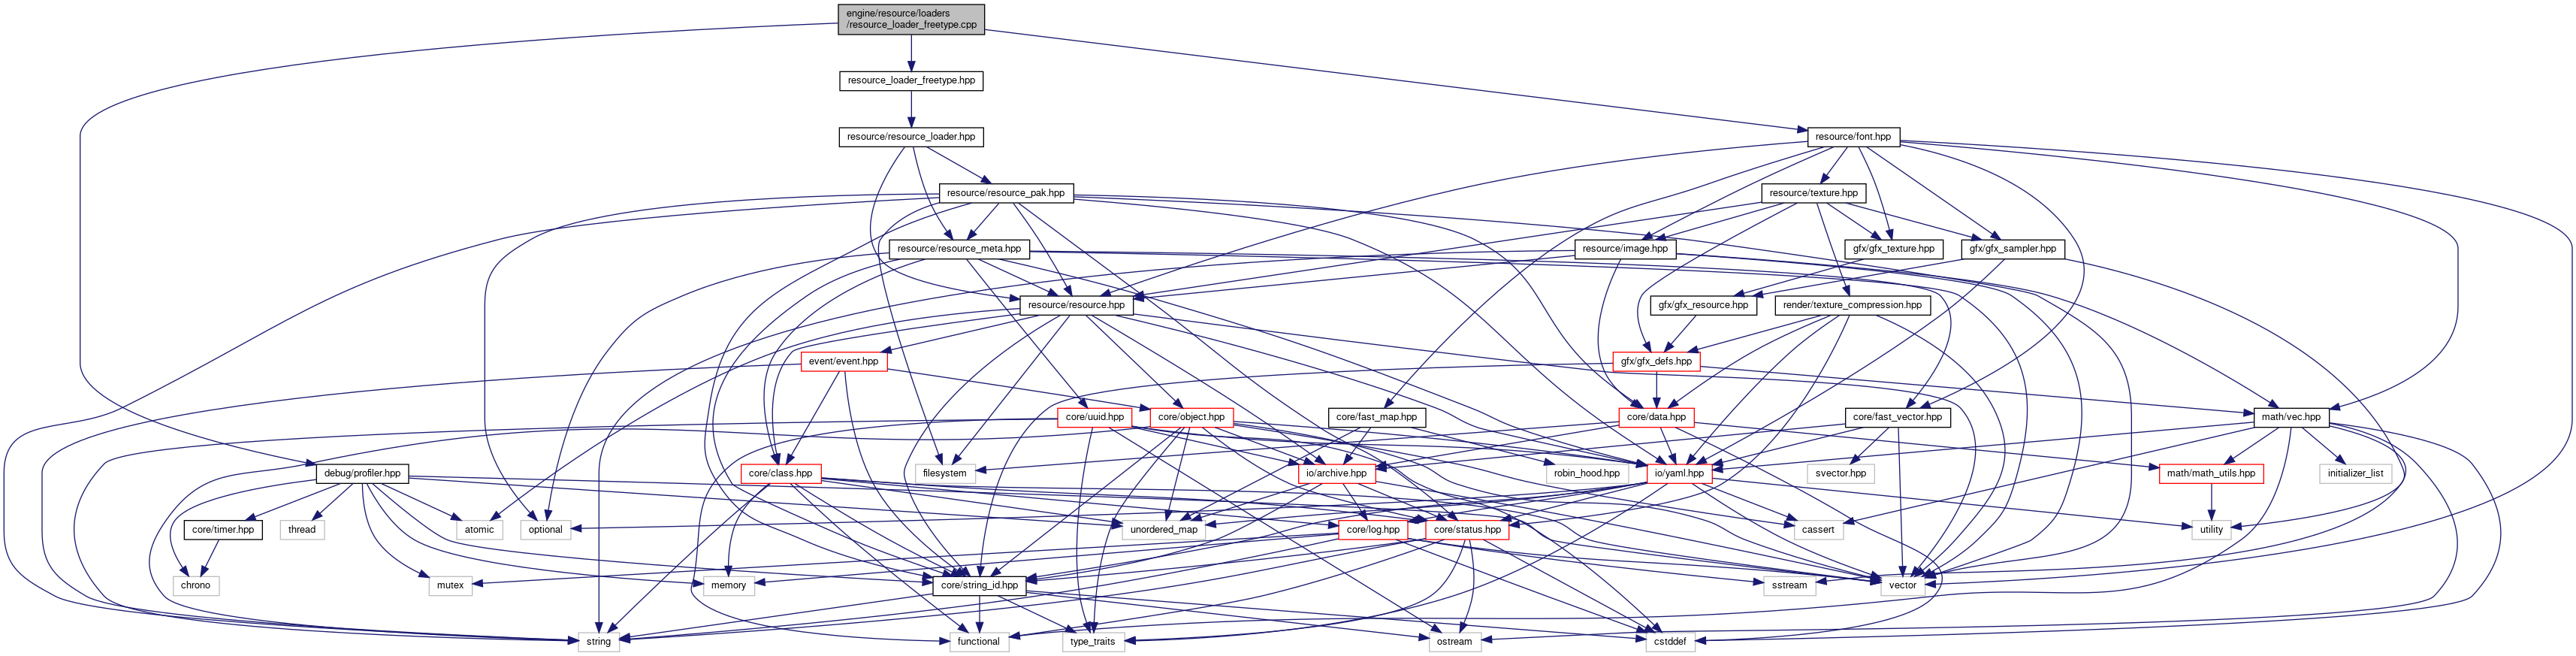 engine/resource/loaders
/resource_loader_freetype.cpp
resource_loader_freetype.hpp
resource/resource_loader.hpp
resource/font.hpp
resource/resource_pak.hpp
resource/texture.hpp
resource/resource_meta.hpp
resource/image.hpp
gfx/gfx_texture.hpp
gfx/gfx_sampler.hpp
resource/resource.hpp
gfx/gfx_resource.hpp
render/texture_compression.hpp
event/event.hpp
gfx/gfx_defs.hpp
core/uuid.hpp
core/object.hpp
core/fast_map.hpp
core/data.hpp
core/fast_vector.hpp
math/vec.hpp
debug/profiler.hpp
core/class.hpp
filesystem
io/archive.hpp
robin_hood.hpp
io/yaml.hpp
svector.hpp
math/math_utils.hpp
initializer_list
core/timer.hpp
thread
atomic
optional
unordered_map
core/log.hpp
core/status.hpp
cassert
utility
chrono
mutex
memory
core/string_id.hpp
sstream
vector
string
functional
type_traits
ostream
cstddef